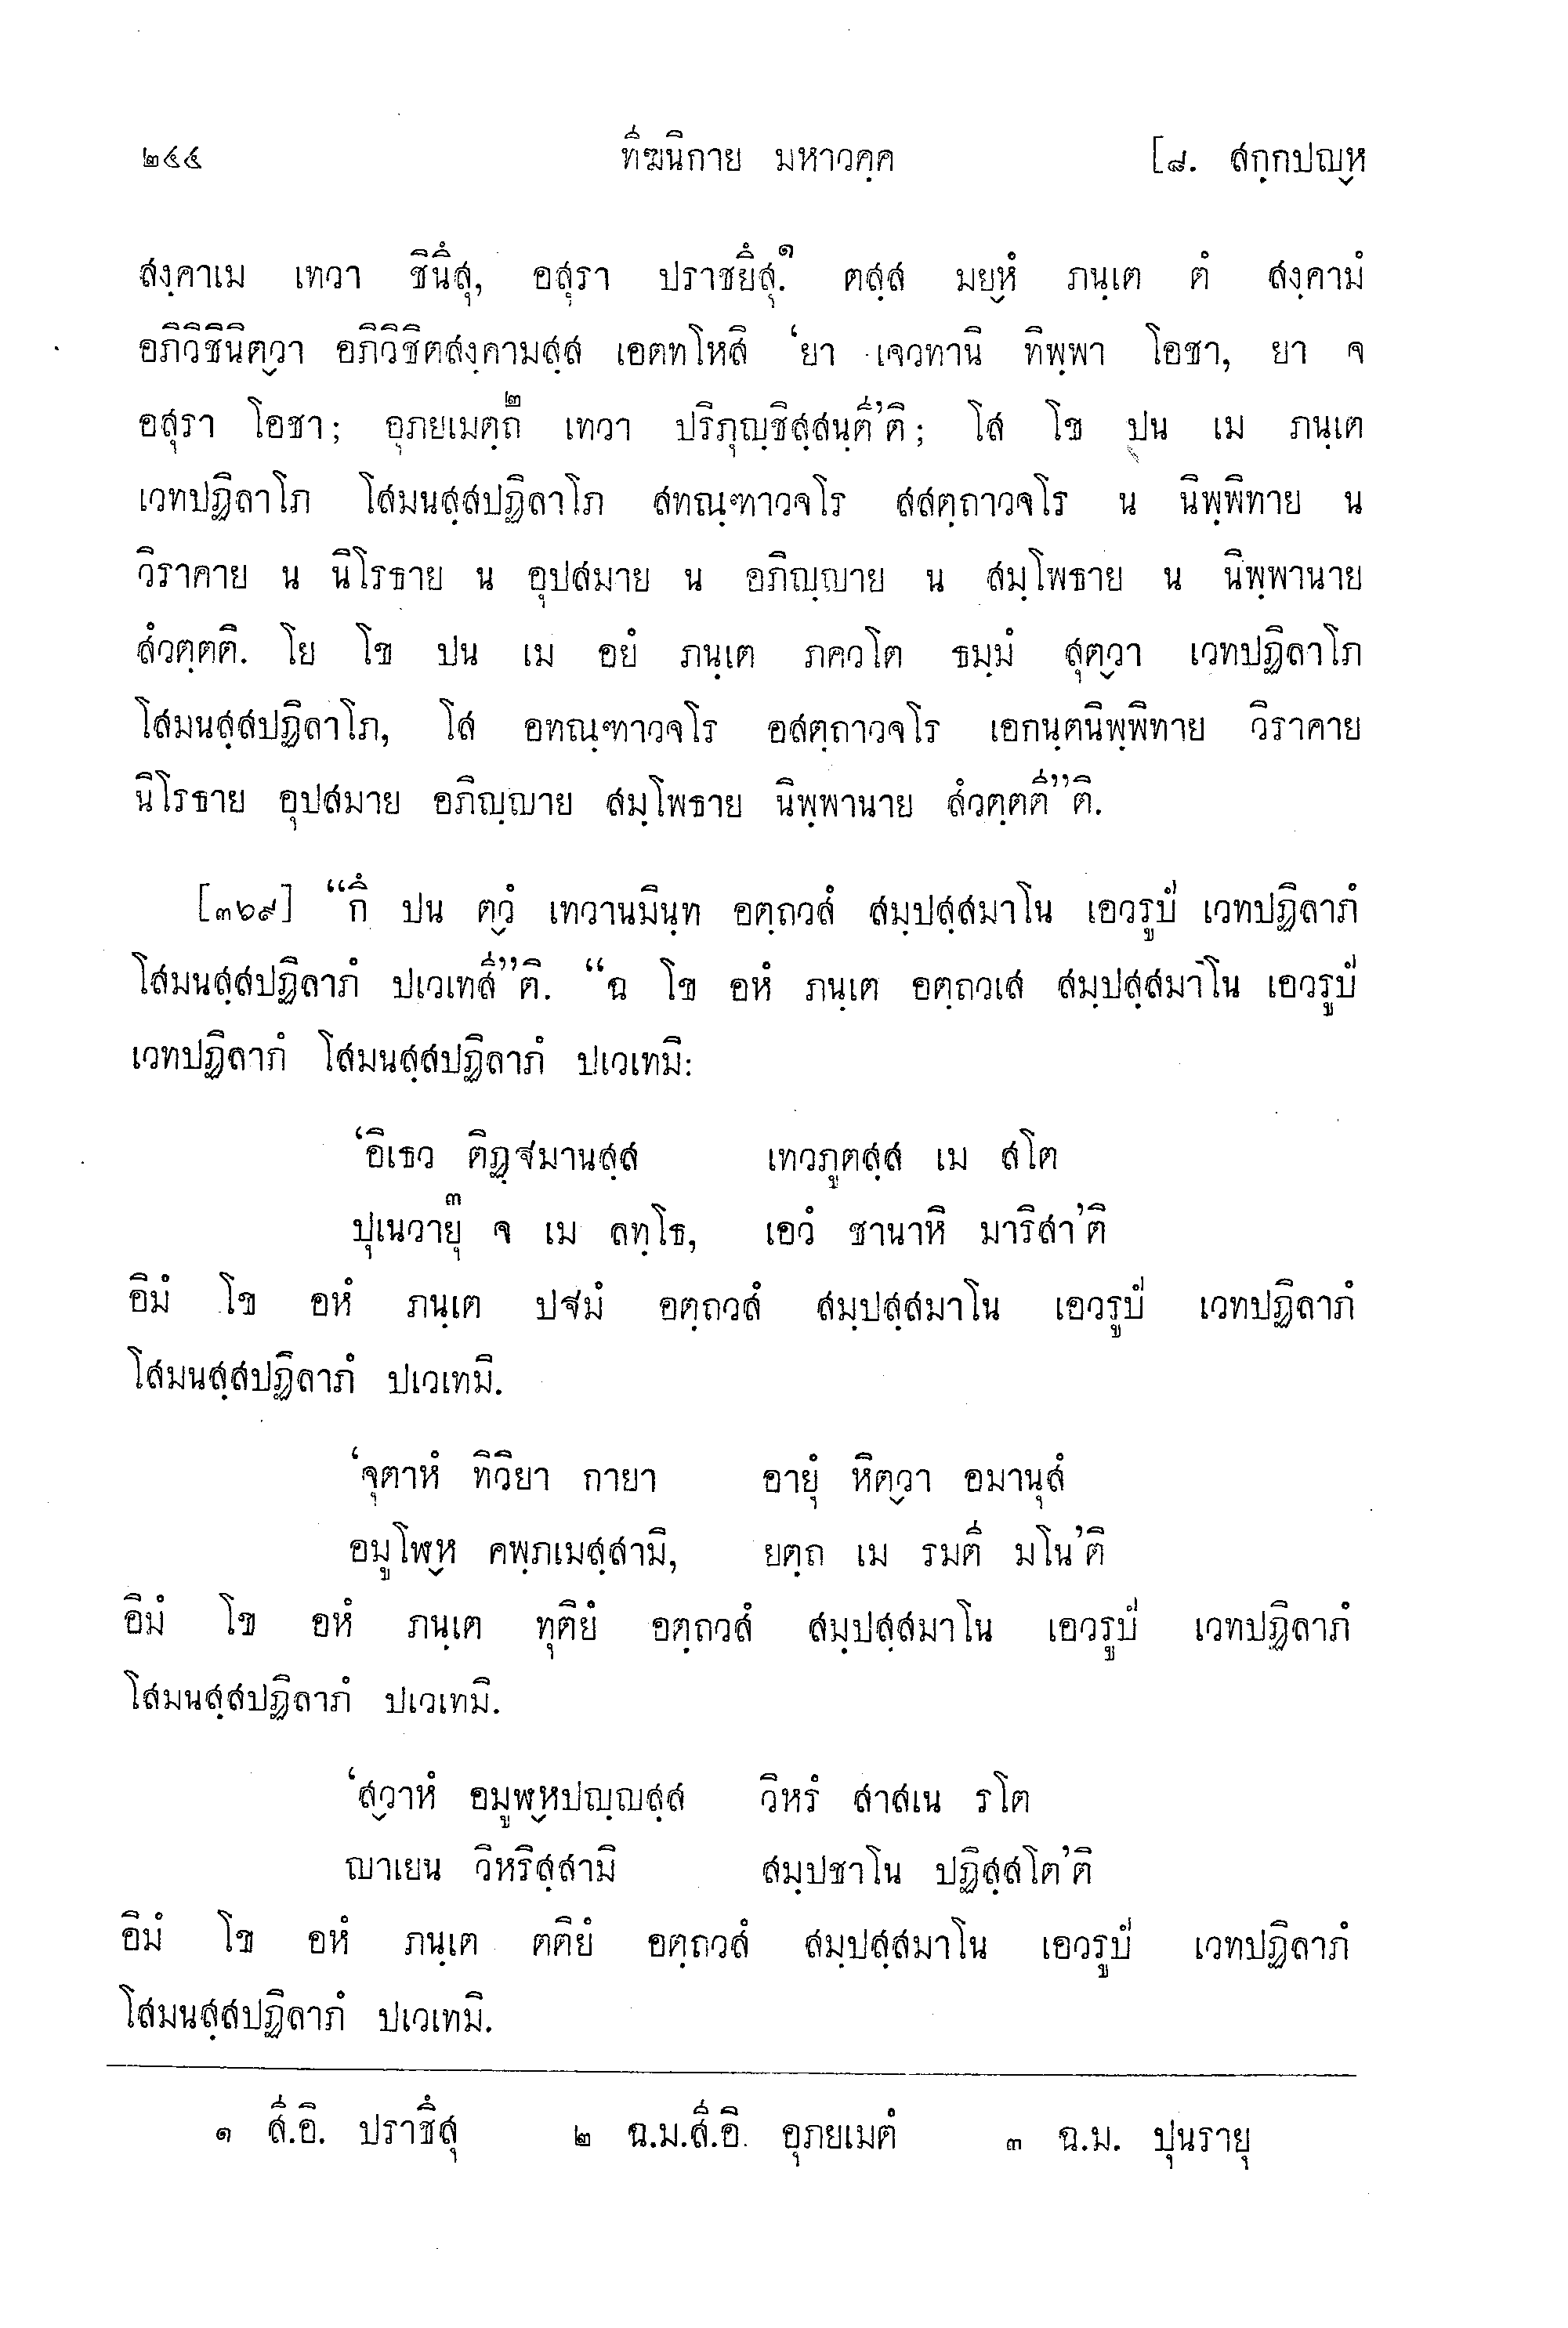 ๒๔๔ ทีฆนิกาย มหาวคฺค [๘. สกฺกปญฺห
สงฺคาเม เทวา ชินึสุ, อสุรา ปราชยึสุ.๑ ตสฺส มยฺหํ ภนฺเต ตํ สงฺคามํ
อภิวิชินิตฺวา อภิวิชิตสงฺคามสฺส เอตทโหสิ ‘ยา เจวทานิ ทิพฺพา โอชา, ยา จ
อสุรา โอชา; อุภยเมตฺถํ๒ เทวา ปริภุญฺชิสฺสนฺตี’ติ; โส โข ปน เม ภนฺเต
เวทปฏิลาโภ โสมนสฺสปฏิลาโภ สทณฺฑาวจโร สสตฺถาวจโร น นิพฺพิทาย น
วิราคาย น นิโรธาย น อุปสมาย น อภิญฺญาย น สมฺโพธาย น นิพฺพานาย
สํวตฺตติ. โย โข ปน เม อยํ ภนฺเต ภควโต ธมฺมํ สุตฺวา เวทปฏิลาโภ
โสมนสฺสปฏิลาโภ, โส อทณฺฑาวจโร อสตฺถาวจโร เอกนฺตนิพฺพิทาย วิราคาย
นิโรธาย อุปสมาย อภิญฺญาย สมฺโพธาย นิพฺพานาย สํวตฺตตี”ติ.
[๓๖๙] “กึ ปน ตฺวํ เทวานมินฺท อตฺถวสํ สมฺปสฺสมาโน เอวรูปํ เวทปฏิลาภํ
โสมนสฺสปฏิลาภํ ปเวเทสี”ติ. “ฉ โข อหํ ภนฺเต อตฺถวเส สมฺปสฺสมาโน เอวรูปํ
เวทปฏิลาภํ โสมนสฺสปฏิลาภํ ปเวเทมิ:
‘อิเธว ติฏฺฐมานสฺส เทวภูตสฺส เม สโต
ปุเนวายุ๓ จ เม ลทฺโธ, เอวํ ชานาหิ มาริสา’ติ
อิมํ โข อหํ ภนฺเต ปฐมํ อตฺถวสํ สมฺปสฺสมาโน เอวรูปํ เวทปฏิลาภํ
โสมนสฺสปฏิลาภํ ปเวเทมิ.
‘จุตาหํ ทิวิยา กายา อายุํ หิตฺวา อมานุสํ
อมูโฬฺห คพฺภเมสฺสามิ, ยตฺถ เม รมตี มโน’ติ
อิมํ โข อหํ ภนฺเต ทุติยํ อตฺถวสํ สมฺปสฺสมาโน เอวรูปํ เวทปฏิลาภํ
โสมนสฺสปฏิลาภํ ปเวเทมิ.
‘สฺวาหํ อมูฬฺหปญฺญสฺส วิหรํ สาสเน รโต
ญาเยน วิหริสฺสามิ สมฺปชาโน ปฏิสฺสโต’ติ
อิมํ โข อหํ ภนฺเต ตติยํ อตฺถวสํ สมฺปสฺสมาโน เอวรูปํ เวทปฏิลาภํ
โสมนสฺสปฏิลาภํ ปเวเทมิ.
๑ สี.อิ. ปราชึสุ ๒ ฉ.ม.สี.อิ. อุภยเมตํ ๓ ฉ.ม. ปุนรายุ